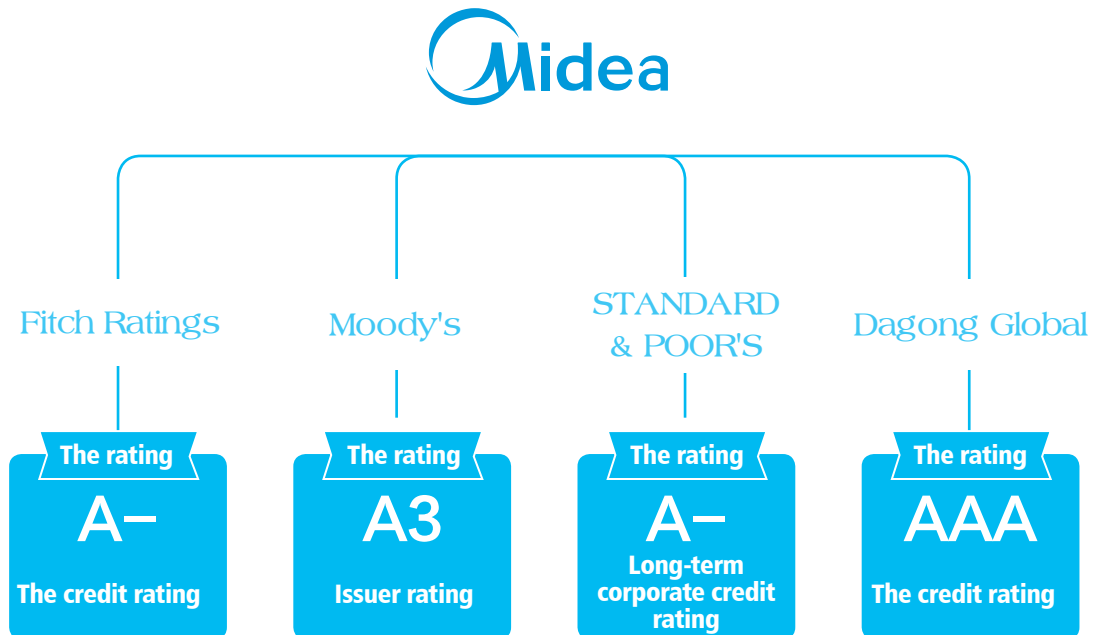 Midea
Fitch Ratings
Moody's
STANDARD
& POOR'S
Dagong Global
The rating
A–
The credit rating
The rating
A3
Issuer rating
The rating
A–
Long-term
corporate credit
rating
The rating
AAA
The credit rating